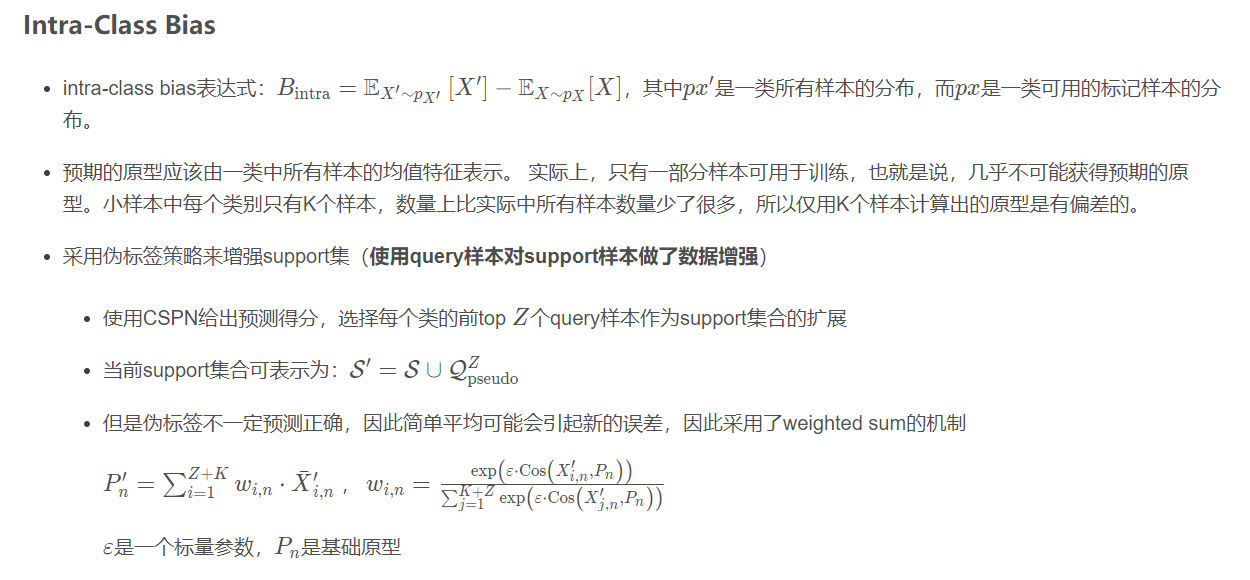 Intra-Class Bias
• intra-class bias表达式：$B_{\text{intra}} = \mathbb{E}_{X' \sim p_{X'}}[X'] - \mathbb{E}_{X \sim p_X}[X]$，其中$px'$是一类所有样本的分布，而$px$是一类可用的标记样本的分
布。
• 预期的原型应该由一类中所有样本的均值特征表示。 实际上，只有一部分样本可用于训练，也就是说，几乎不可能获得预期的原
型。小样本中每个类别只有K个样本，数量上比实际中所有样本数量少了很多，所以仅用K个样本计算出的原型是有偏差的。
• 采用伪标签策略来增强support集（使用query样本对support样本做了数据增强）
• 使用CSPN给出预测得分，选择每个类的前top $Z$个query样本作为support集合的扩展
• 当前support集合可表示为：$\mathcal{S}' = \mathcal{S} \cup \mathcal{Q}_{\text{pseudo}}^{Z}$
• 但是伪标签不一定预测正确，因此简单平均可能会引起新的误差，因此采用了weighted sum的机制
$P'_n = \sum_{i=1}^{Z+K} w_{i,n} \cdot \bar{X}'_{i,n}$ ，$w_{i,n} = \frac{\exp(\varepsilon \cdot \text{Cos}(X'_{i,n}, P_n))}{\sum_{j=1}^{K+Z} \exp(\varepsilon \cdot \text{Cos}(X'_{j,n}, P_n))}$
$\varepsilon$是一个标量参数，$P_n$是基础原型